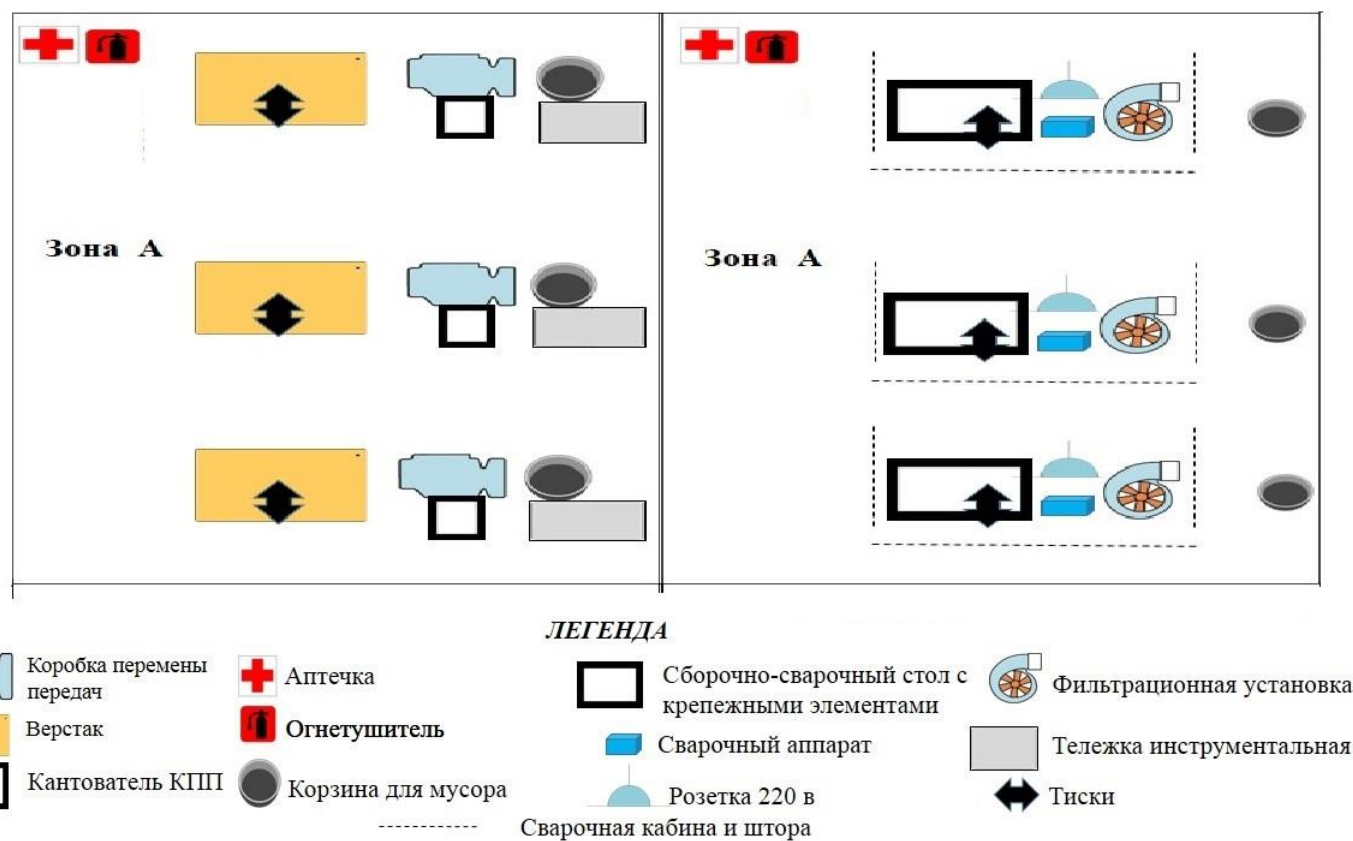 Зона А
Зона А
ЛЕГЕНДА
Коробка перемены
передач
Аптечка
Сборочно-сварочный стол с
крепежными элементами
Фильтрационная установка
Верстак
Огнетушитель
Сварочный аппарат
Тележка инструментальная
Кантователь КПП
Корзина для мусора
Розетка 220 в
Тиски
Сварочная кабина и штора